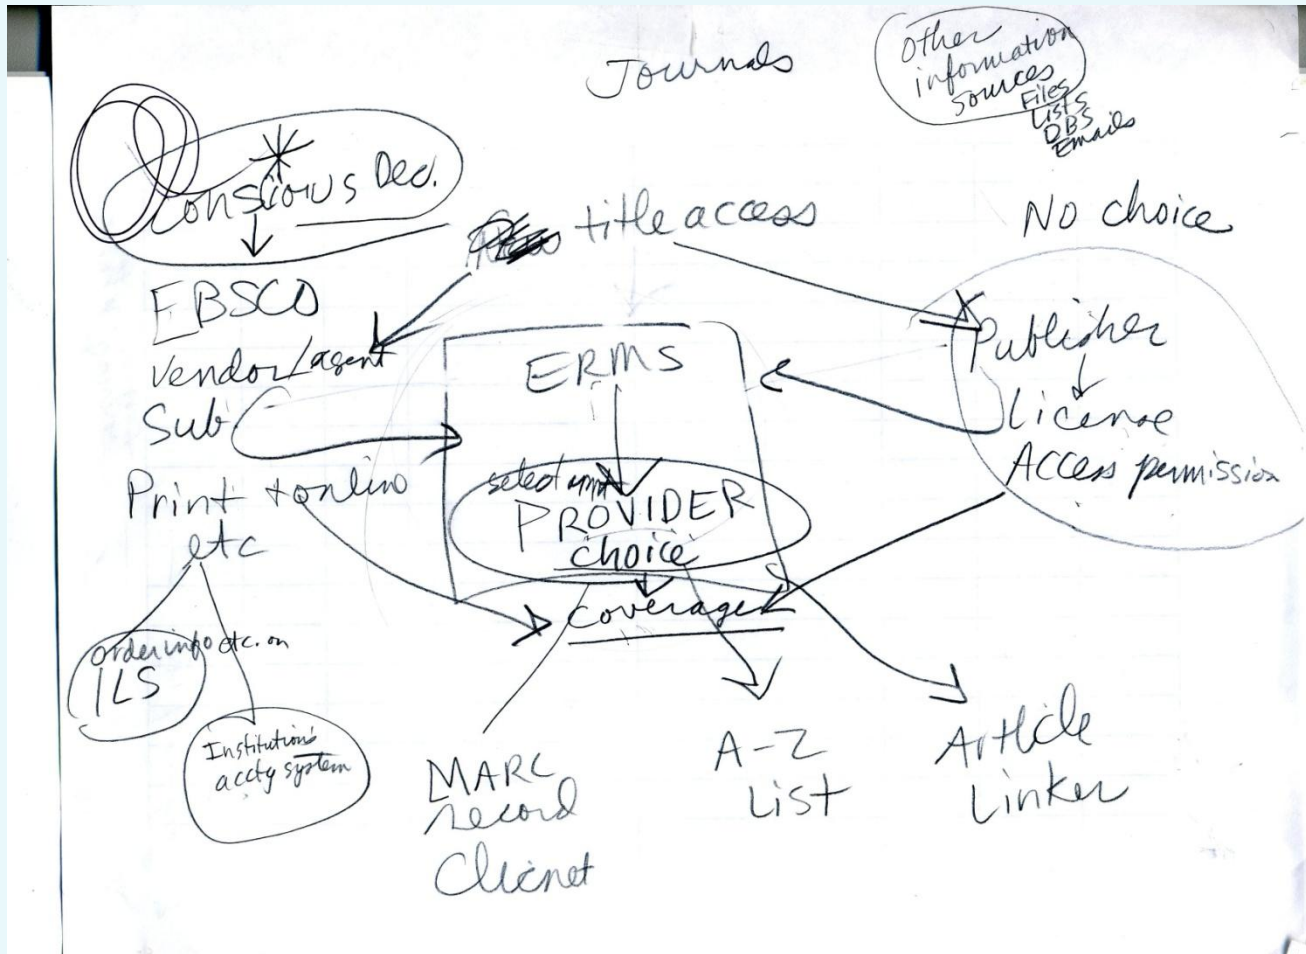 Journals
Other
information
sources
Files
Lists
DBS
Emails
Conscious Dec.
title access
No choice
EBSCO
Vendor/agent
Sub
Print + online
etc
order info etc. on
ILS
Institution's
acctg system
ERMS
select
PROVIDER
choice
coverage
Publisher
License
Access permission
MARC
record
Clicnet
A-Z
List
Article
Linker